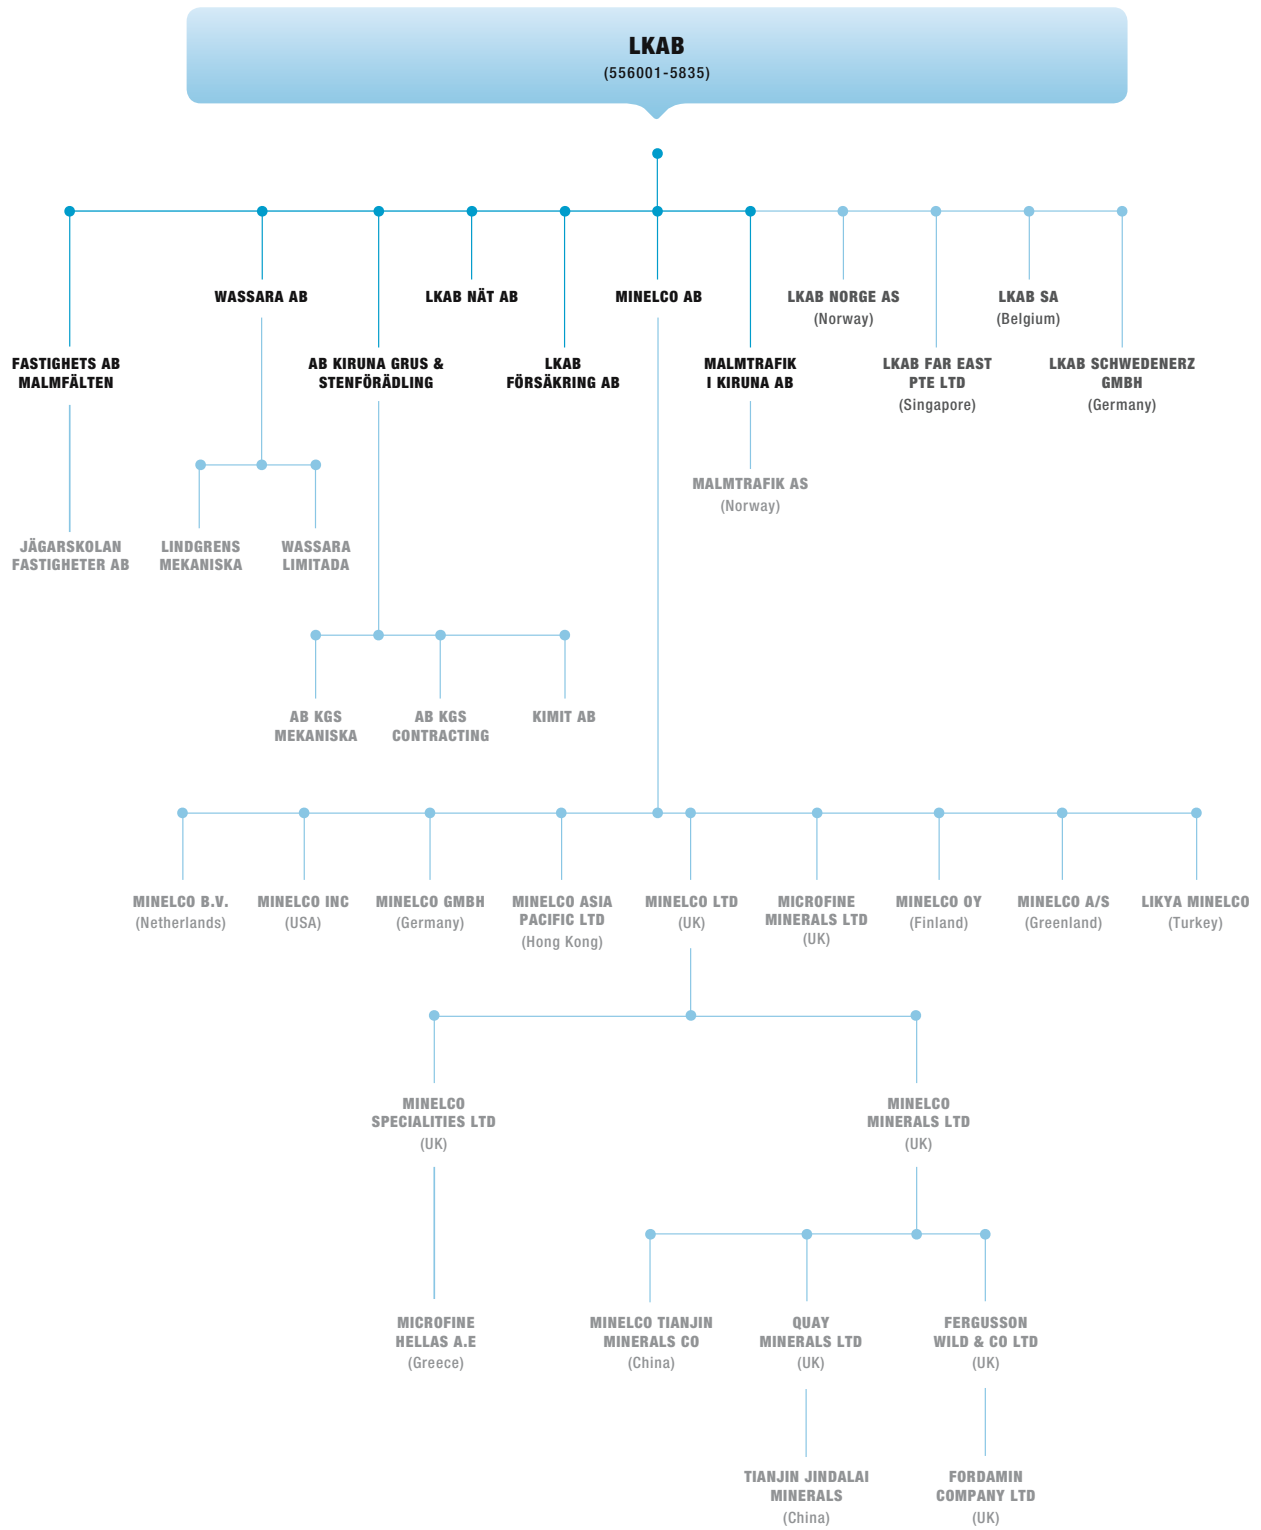 LKAB
(556001-5835)
WASSARA AB
LKAB NÄT AB
MINELCO AB
LKAB NORGE AS
(Norway)
LKAB SA
(Belgium)
FASTIGHETS AB
MALMFÄLTEN
AB KIRUNA GRUS &
STENFÖRÄDLING
LKAB
FÖRSÄKRING AB
MALMTRAFIK
I KIRUNA AB
LKAB FAR EAST
PTE LTD
(Singapore)
LKAB SCHWEDENERZ
GMBH
(Germany)
MALMTRAFIK AS
(Norway)
JÄGARSKOLAN
FASTIGHETER AB
LINDGRENS
MEKANISKA
WASSARA
LIMITADA
AB KGS
MEKANISKA
AB KGS
CONTRACTING
KIMIT AB
MINELCO B.V.
(Netherlands)
MINELCO INC
(USA)
MINELCO GMBH
(Germany)
MINELCO ASIA
PACIFIC LTD
(Hong Kong)
MINELCO LTD
(UK)
MICROFINE
MINERALS LTD
(UK)
MINELCO OY
(Finland)
MINELCO A/S
(Greenland)
LIKYA MINELCO
(Turkey)
MINELCO
SPECIALITIES LTD
(UK)
MINELCO
MINERALS LTD
(UK)
MICROFINE
HELLAS A.E
(Greece)
MINELCO TIANJIN
MINERALS CO
(China)
QUAY
MINERALS LTD
(UK)
FERGUSSON
WILD & CO LTD
(UK)
TIANJIN JINDALAI
MINERALS
(China)
FORDAMIN
COMPANY LTD
(UK)